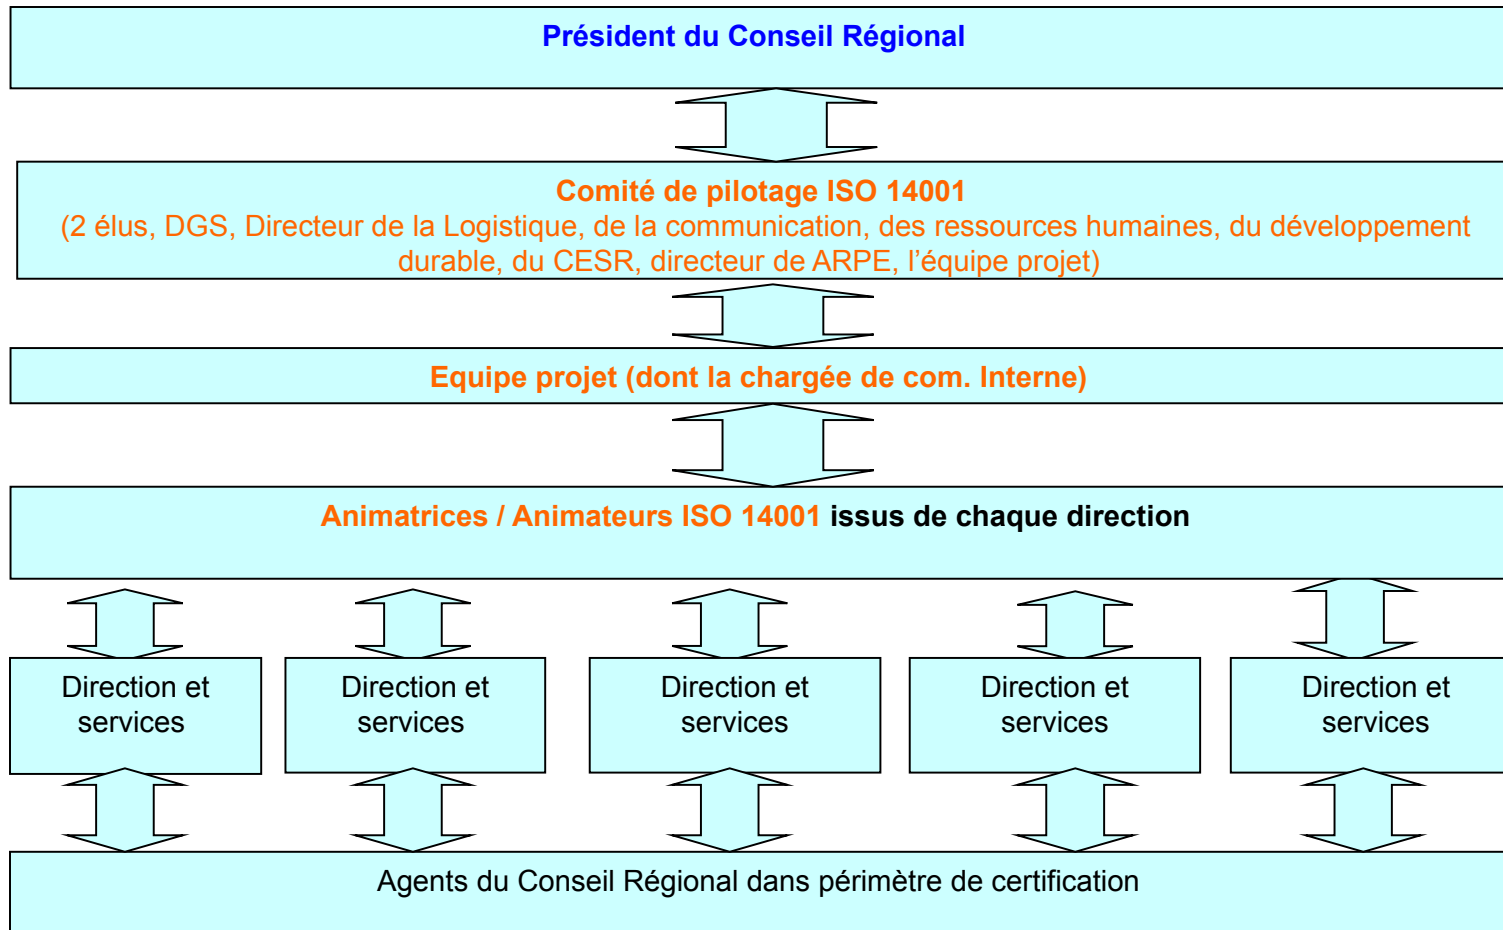 Président du Conseil Régional
Comité de pilotage ISO 14001
(2 élus, DGS, Directeur de la Logistique, de la communication, des ressources humaines, du développement
durable, du CESR, directeur de ARPE, l’équipe projet)
Equipe projet (dont la chargée de com. Interne)
Animatrices / Animateurs ISO 14001 issus de chaque direction
Direction et
services
Direction et
services
Direction et
services
Direction et
services
Direction et
services
Agents du Conseil Régional dans périmètre de certification